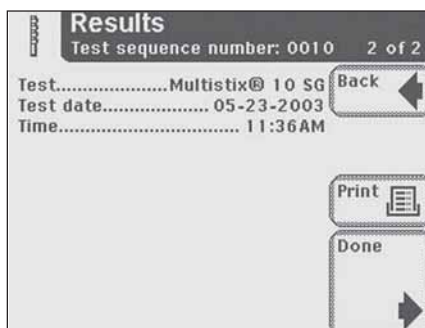 Results
Test sequence number: 0010 2 of 2
Test....................Multistix® 10 SG
Test date................... 05-23-2003
Time................................ 11:36AM
Back
Print
Done